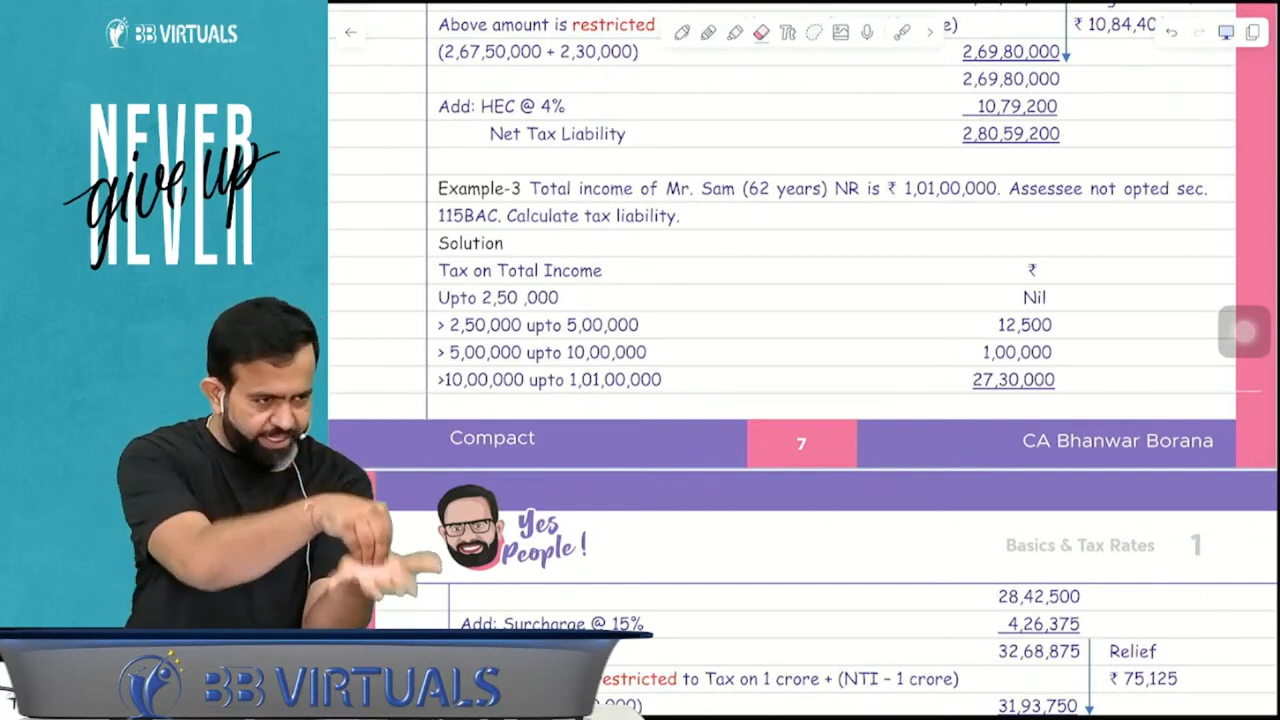 BB VIRTUALS
NEVER
give up
NEVER
Above amount is restricted
e)
₹ 10,84,40
(2,67,50,000 + 2,30,000)
2,69,80,000
2,69,80,000
Add: HEC @ 4%
10,79,200
Net Tax Liability
2,80,59,200
Example-3 Total income of Mr. Sam (62 years) NR is ₹ 1,01,00,000. Assessee not opted sec.
115BAC. Calculate tax liability.
Solution
Tax on Total Income
₹
Upto 2,50 ,000
Nil
> 2,50,000 upto 5,00,000
12,500
> 5,00,000 upto 10,00,000
1,00,000
>10,00,000 upto 1,01,00,000
27,30,000
Compact
7
CA Bhanwar Borana
Yes
People!
Basics & Tax Rates 1
28,42,500
Add: Surcharge @ 15%
4,26,375
32,68,875
Relief
estricted to Tax on 1 crore + (NTI - 1 crore)
₹ 75,125
31,93,750
BB VIRTUALS